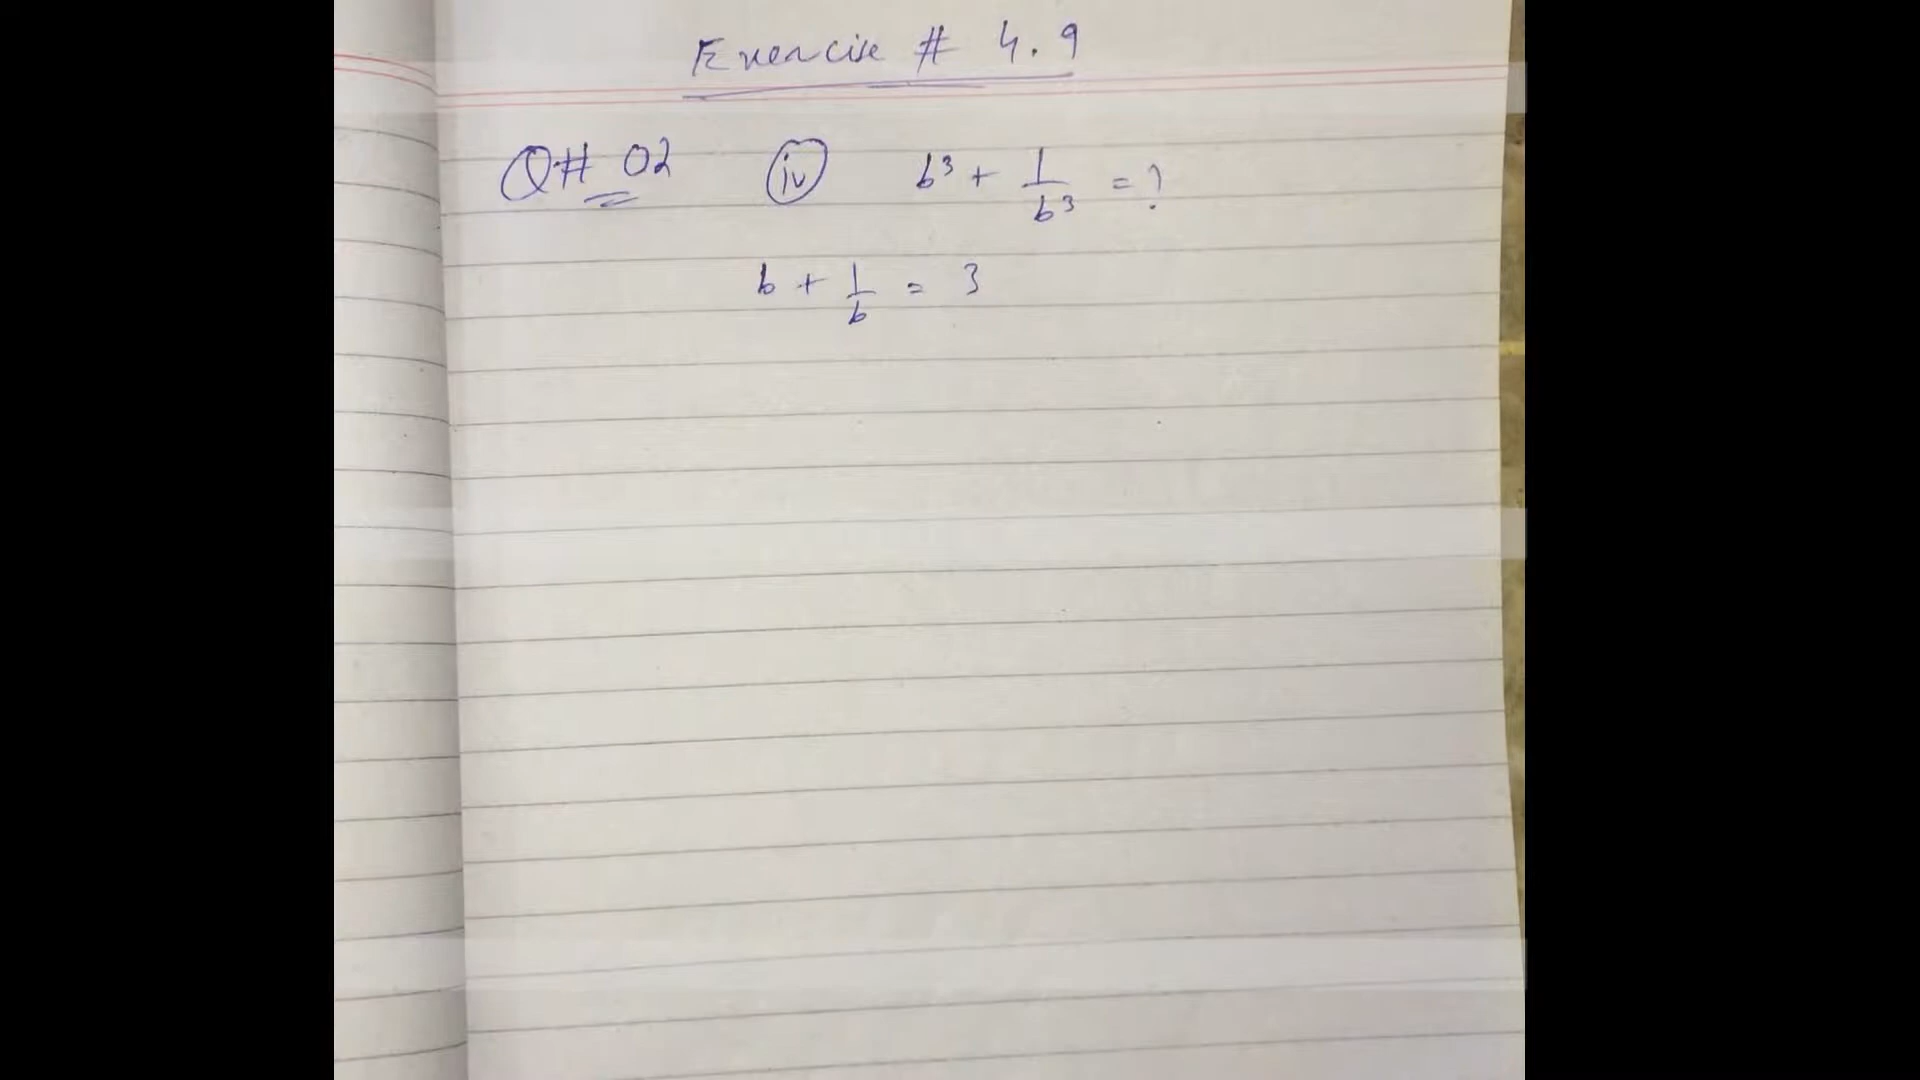 Exercise # 4.9
Q# 02 (iv) b³ + 1/b³ = ?
b + 1/b = 3